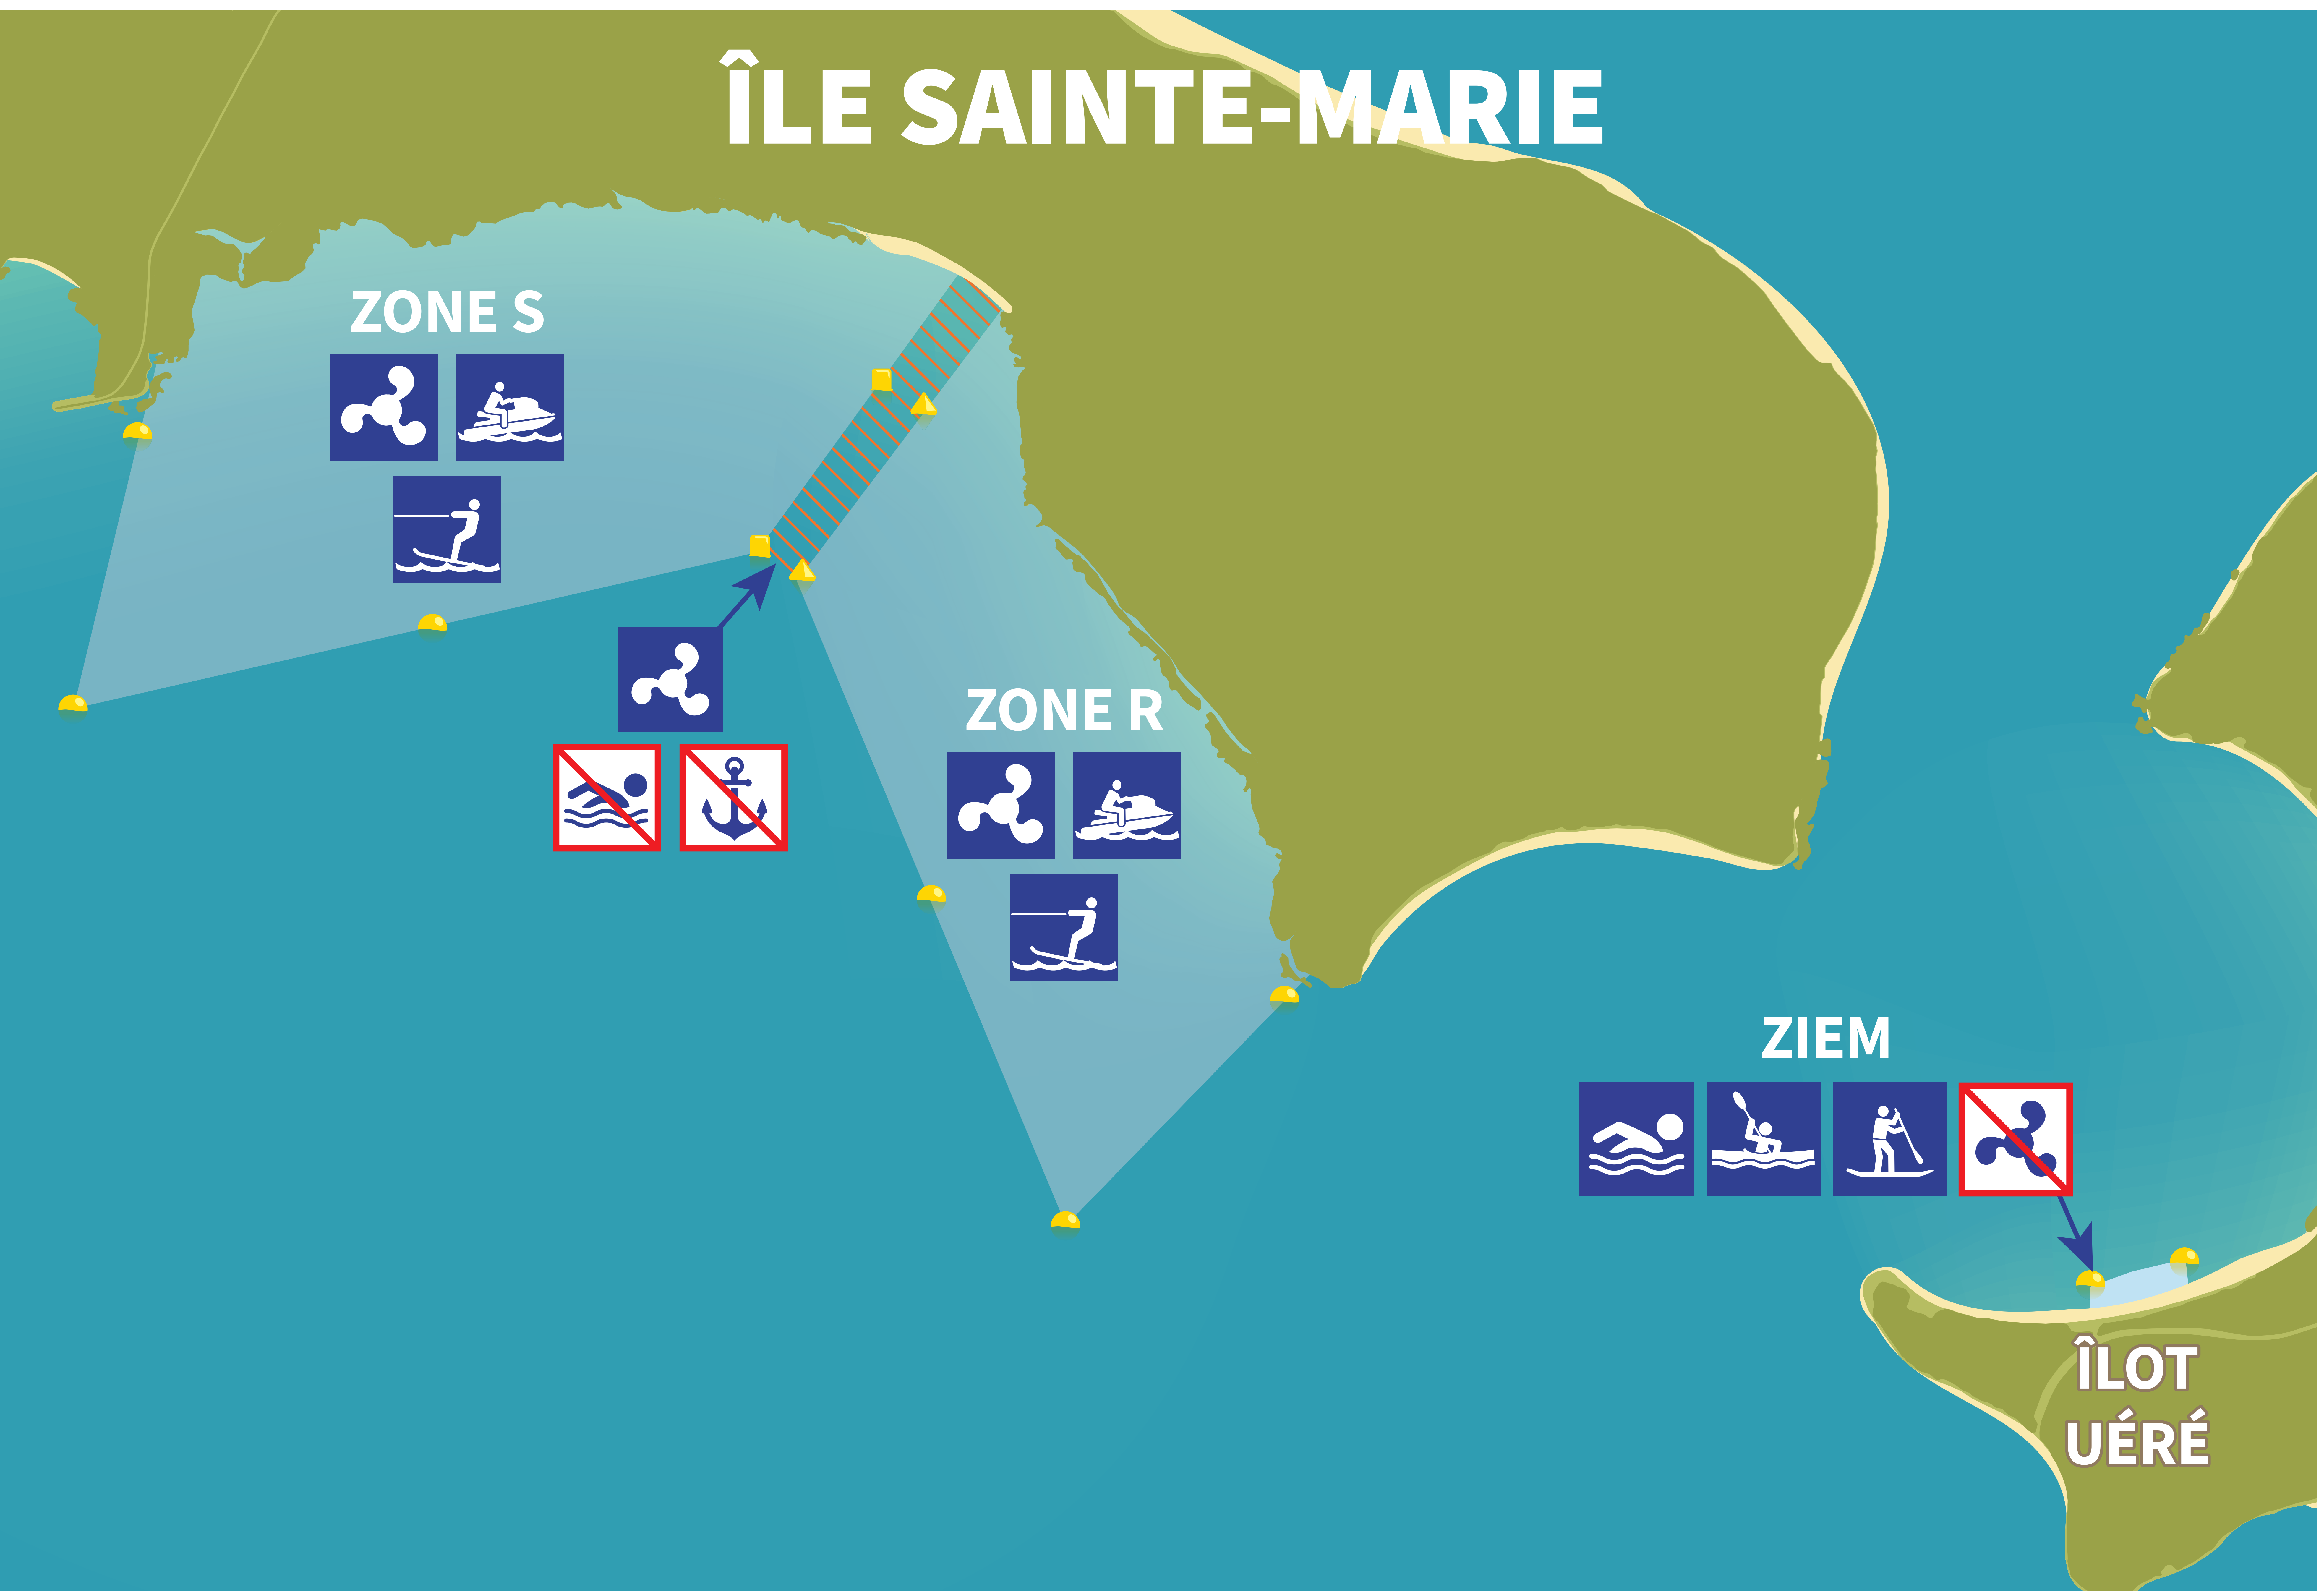 ÎLE SAINTE-MARIE
ZONE S
ZONE R
ZIEM
ÎLOT
UÉRÉ